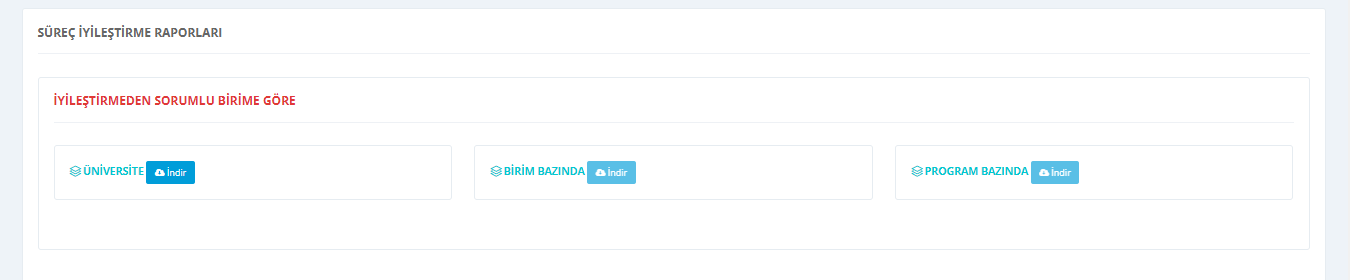 SÜREÇ İYİLEŞTİRME RAPORLARI
İYİLEŞTİRMEDEN SORUMLU BİRİME GÖRE
ÜNİVERSİTE İndir
BİRİM BAZINDA İndir
PROGRAM BAZINDA İndir